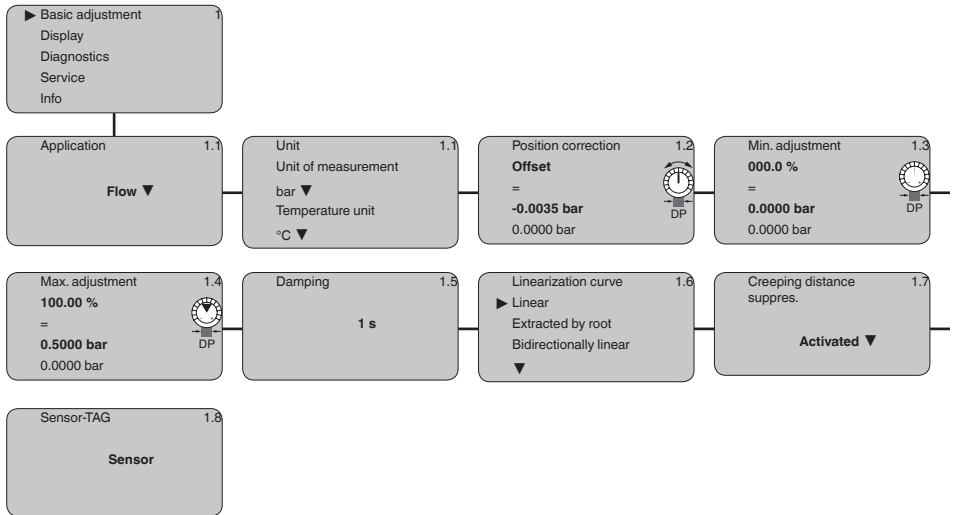 ▶ Basic adjustment 1
Display
Diagnostics
Service
Info
Application 1.1
Flow ▼
Unit 1.1
Unit of measurement
bar ▼
Temperature unit
°C ▼
Position correction 1.2
Offset
=
-0.0035 bar
0.0000 bar
DP
Min. adjustment 1.3
000.0 %
=
0.0000 bar
0.0000 bar
DP
Max. adjustment 1.4
100.00 %
=
0.5000 bar
0.0000 bar
DP
Damping 1.5
1 s
Linearization curve 1.6
▶ Linear
Extracted by root
Bidirectionally linear
▼
Creeping distance 1.7
suppres.
Activated ▼
Sensor-TAG 1.8
Sensor